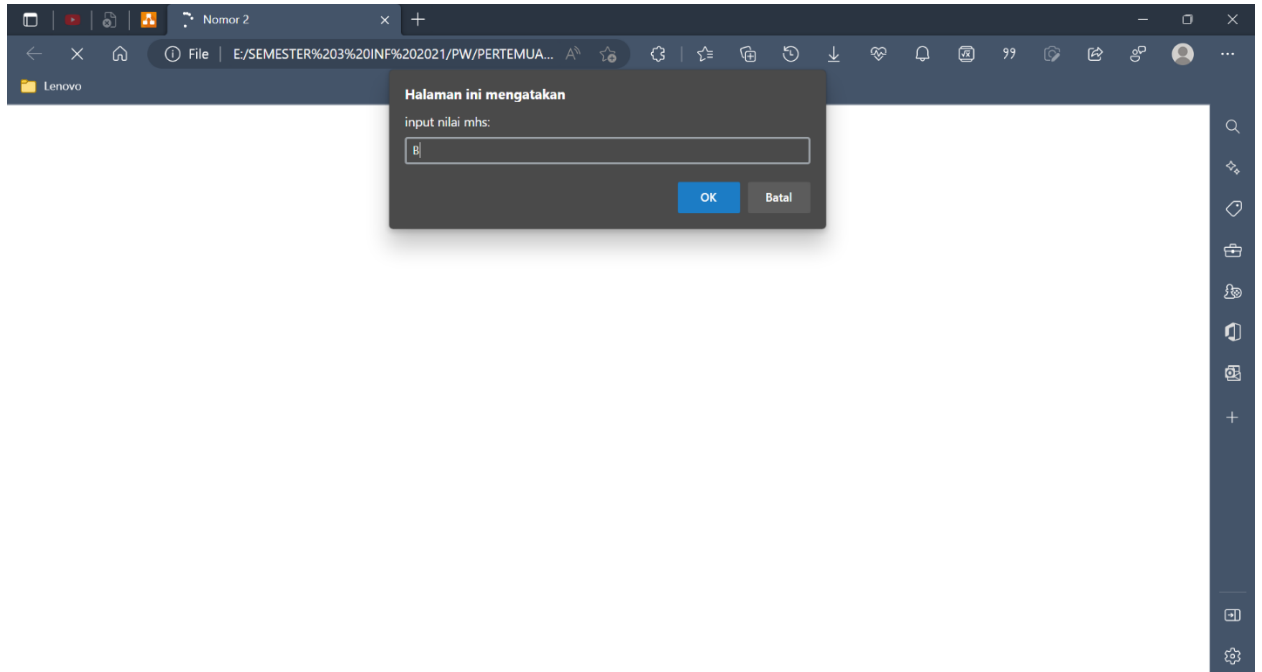 Nomor 2
File | E:/SEMESTER%203%20INF%202021/PW/PERTEMUA...
Lenovo
Halaman ini mengatakan
input nilai mhs:
B
OK Batal